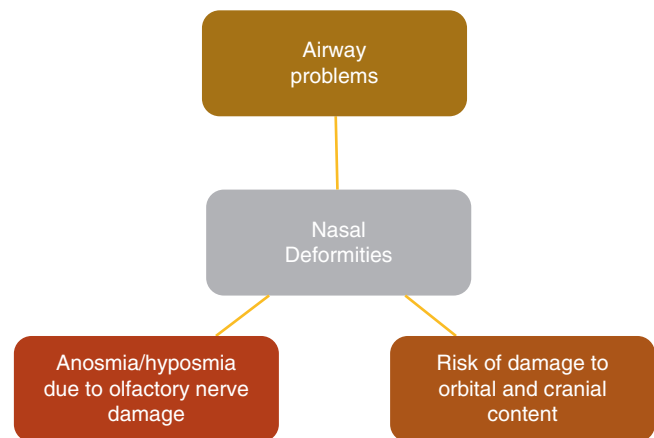 Airway
problems
Nasal
Deformities
Anosmia/hyposmia
due to olfactory nerve
damage
Risk of damage to
orbital and cranial
content